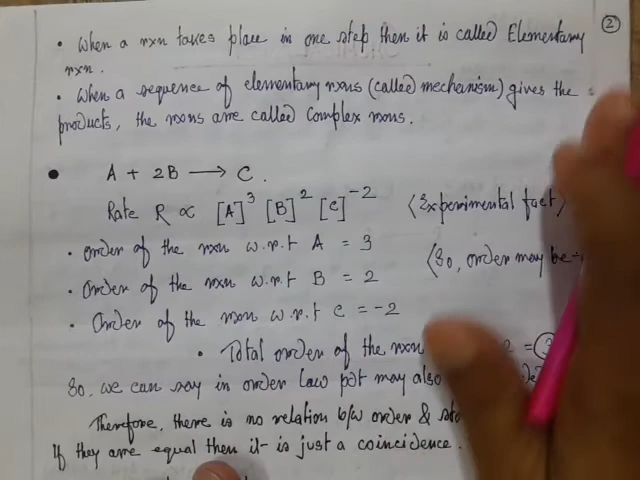 ②
• When a rxn takes place in one step then it is called Elementary
rxn.
• When a sequence of elementary rxns (called mechanism) gives the
products, the rxns are called Complex rxns.
• A + 2B ⟶ C.
Rate R ∝ [A]³ [B]² [C]⁻² ⟨Experimental fact⟩
• Order of the rxn w.r.t A = 3 ⟨So, order may be
• Order of the rxn w.r.t B = 2
• Order of the rxn w.r.t C = -2
• Total order of the rxn 2 = 3
So, we can say in order law pdt may also
Therefore, there is no relation b/w order &
If they are equal then it is just a coincidence.